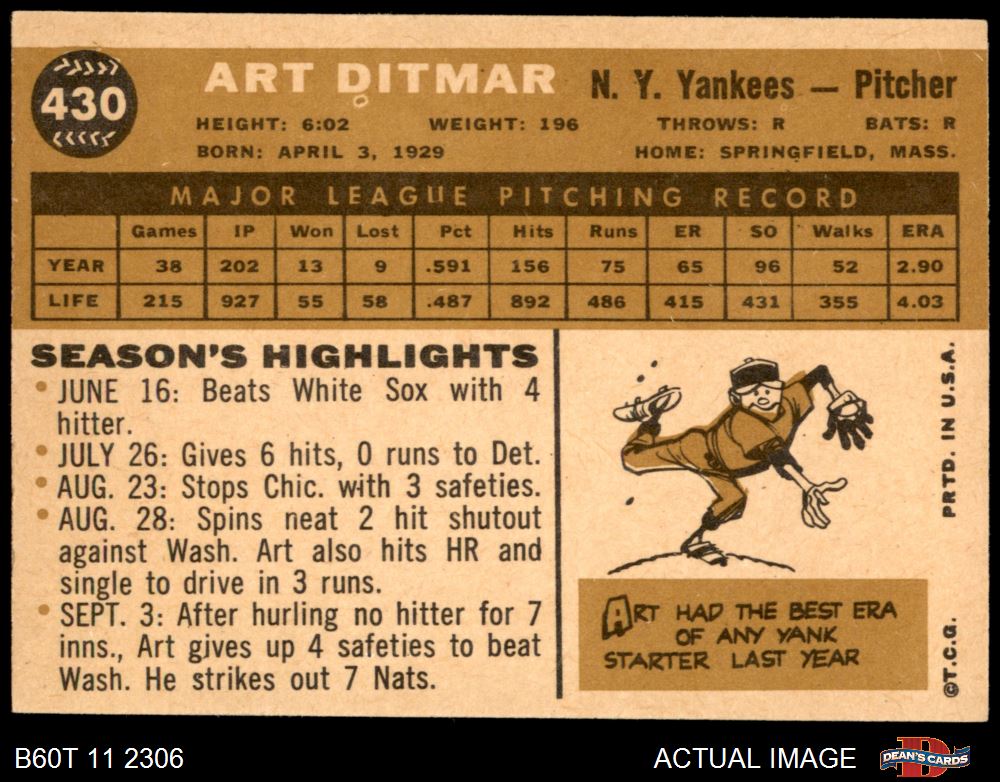 430
ART DITMAR
N. Y. Yankees — Pitcher
HEIGHT: 6:02 WEIGHT: 196 THROWS: R BATS: R
BORN: APRIL 3, 1929 HOME: SPRINGFIELD, MASS.
MAJOR LEAGUE PITCHING RECORD
Games IP Won Lost Pct Hits Runs ER SO Walks ERA
YEAR 38 202 13 9 .591 156 75 65 96 52 2.90
LIFE 215 927 55 58 .487 892 486 415 431 355 4.03
SEASON'S HIGHLIGHTS
• JUNE 16: Beats White Sox with 4
hitter.
• JULY 26: Gives 6 hits, 0 runs to Det.
• AUG. 23: Stops Chic. with 3 safeties.
• AUG. 28: Spins neat 2 hit shutout
against Wash. Art also hits HR and
single to drive in 3 runs.
• SEPT. 3: After hurling no hitter for 7
inns., Art gives up 4 safeties to beat
Wash. He strikes out 7 Nats.
ART HAD THE BEST ERA
OF ANY YANK
STARTER LAST YEAR
©T.C.G. PRTD. IN U.S.A.
B60T 11 2306
ACTUAL IMAGE
DEAN'S CARDS